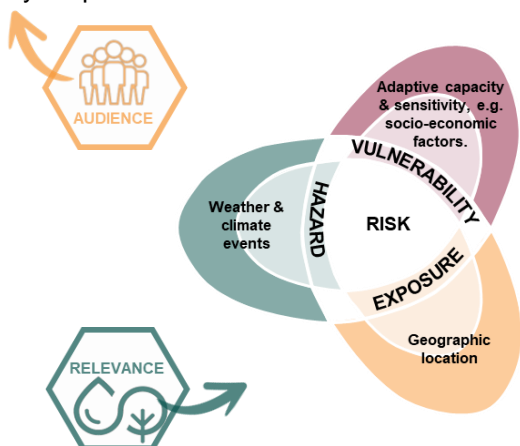 AUDIENCE
Adaptive capacity
& sensitivity, e.g.
socio-economic
factors.
VULNERABILITY
HAZARD
Weather &
climate
events
RISK
EXPOSURE
Geographic
location
RELEVANCE